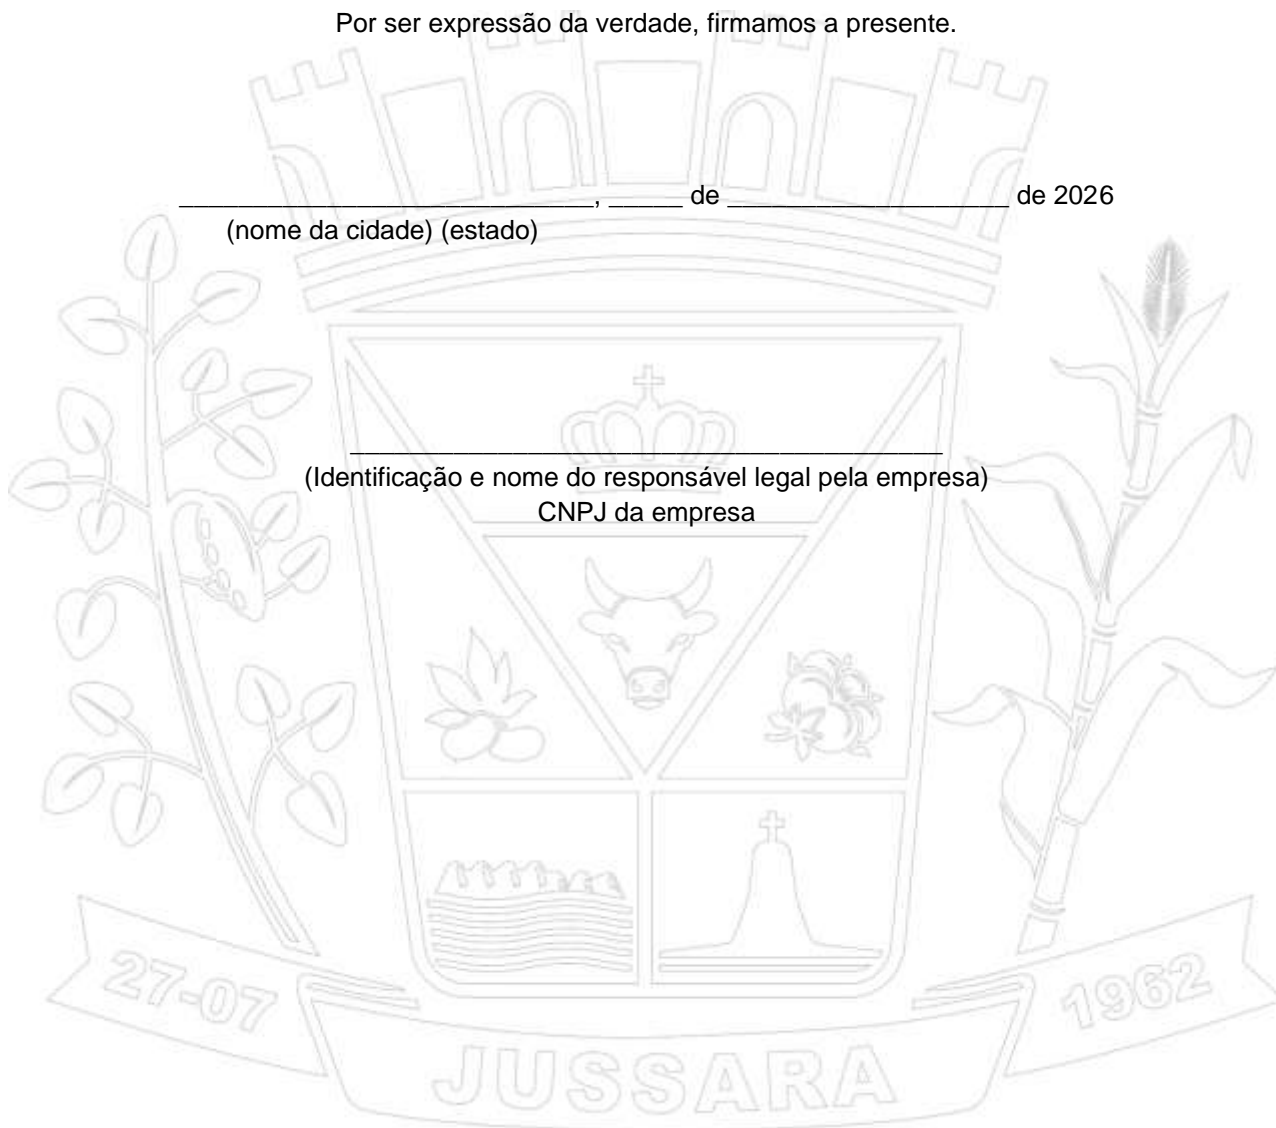 Por ser expressão da verdade, firmamos a presente.
____________________________, _____ de ___________________ de 2026
(nome da cidade) (estado)
________________________________________
(Identificação e nome do responsável legal pela empresa)
CNPJ da empresa
27-07
1962
JUSSARA